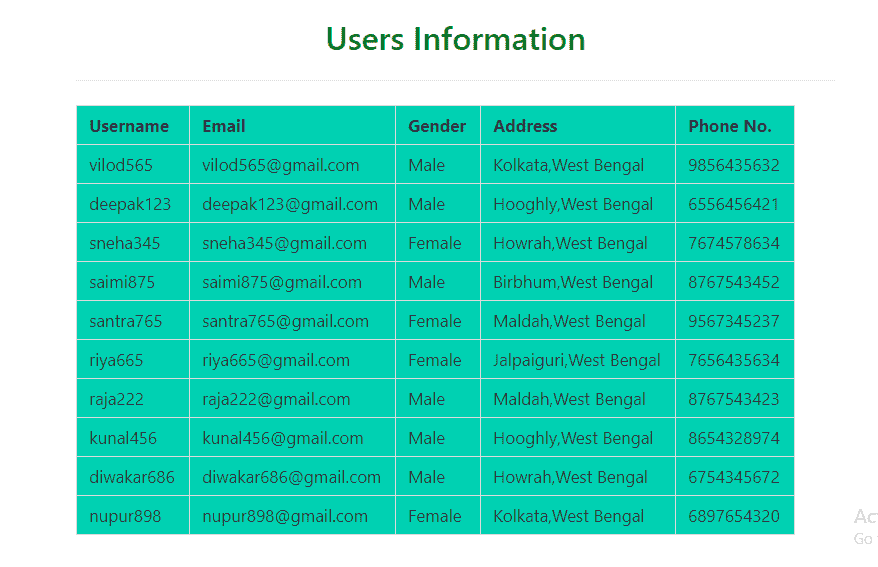 Users Information
Username Email Gender Address Phone No.
vilod565 vilod565@gmail.com Male Kolkata,West Bengal 9856435632
deepak123 deepak123@gmail.com Male Hooghly,West Bengal 6556456421
sneha345 sneha345@gmail.com Female Howrah,West Bengal 7674578634
saimi875 saimi875@gmail.com Male Birbhum,West Bengal 8767543452
santra765 santra765@gmail.com Female Maldah,West Bengal 9567345237
riya665 riya665@gmail.com Female Jalpaiguri,West Bengal 7656435634
raja222 raja222@gmail.com Male Maldah,West Bengal 8767543423
kunal456 kunal456@gmail.com Male Hooghly,West Bengal 8654328974
diwakar686 diwakar686@gmail.com Male Howrah,West Bengal 6754345672
nupur898 nupur898@gmail.com Female Kolkata,West Bengal 6897654320
Go